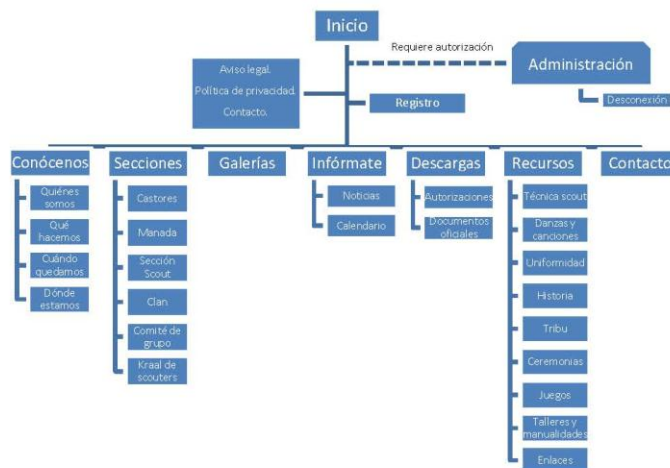 Inicio
Requiere autorización
Aviso legal.
Política de privacidad.
Contacto.
Administración
Registro
Desconexión
Conócenos
Secciones
Galerías
Infórmate
Descargas
Recursos
Contacto
Quiénes
somos
Qué
hacemos
Cuándo
quedamos
Dónde
estamos
Castores
Manada
Sección
Scout
Clan
Comité de
grupo
Kraal de
scouters
Noticias
Calendario
Autorizaciones
Documentos
oficiales
Técnica scout
Danzas y
canciones
Uniformidad
Historia
Tribu
Ceremonias
Juegos
Talleres y
manualidades
Enlaces